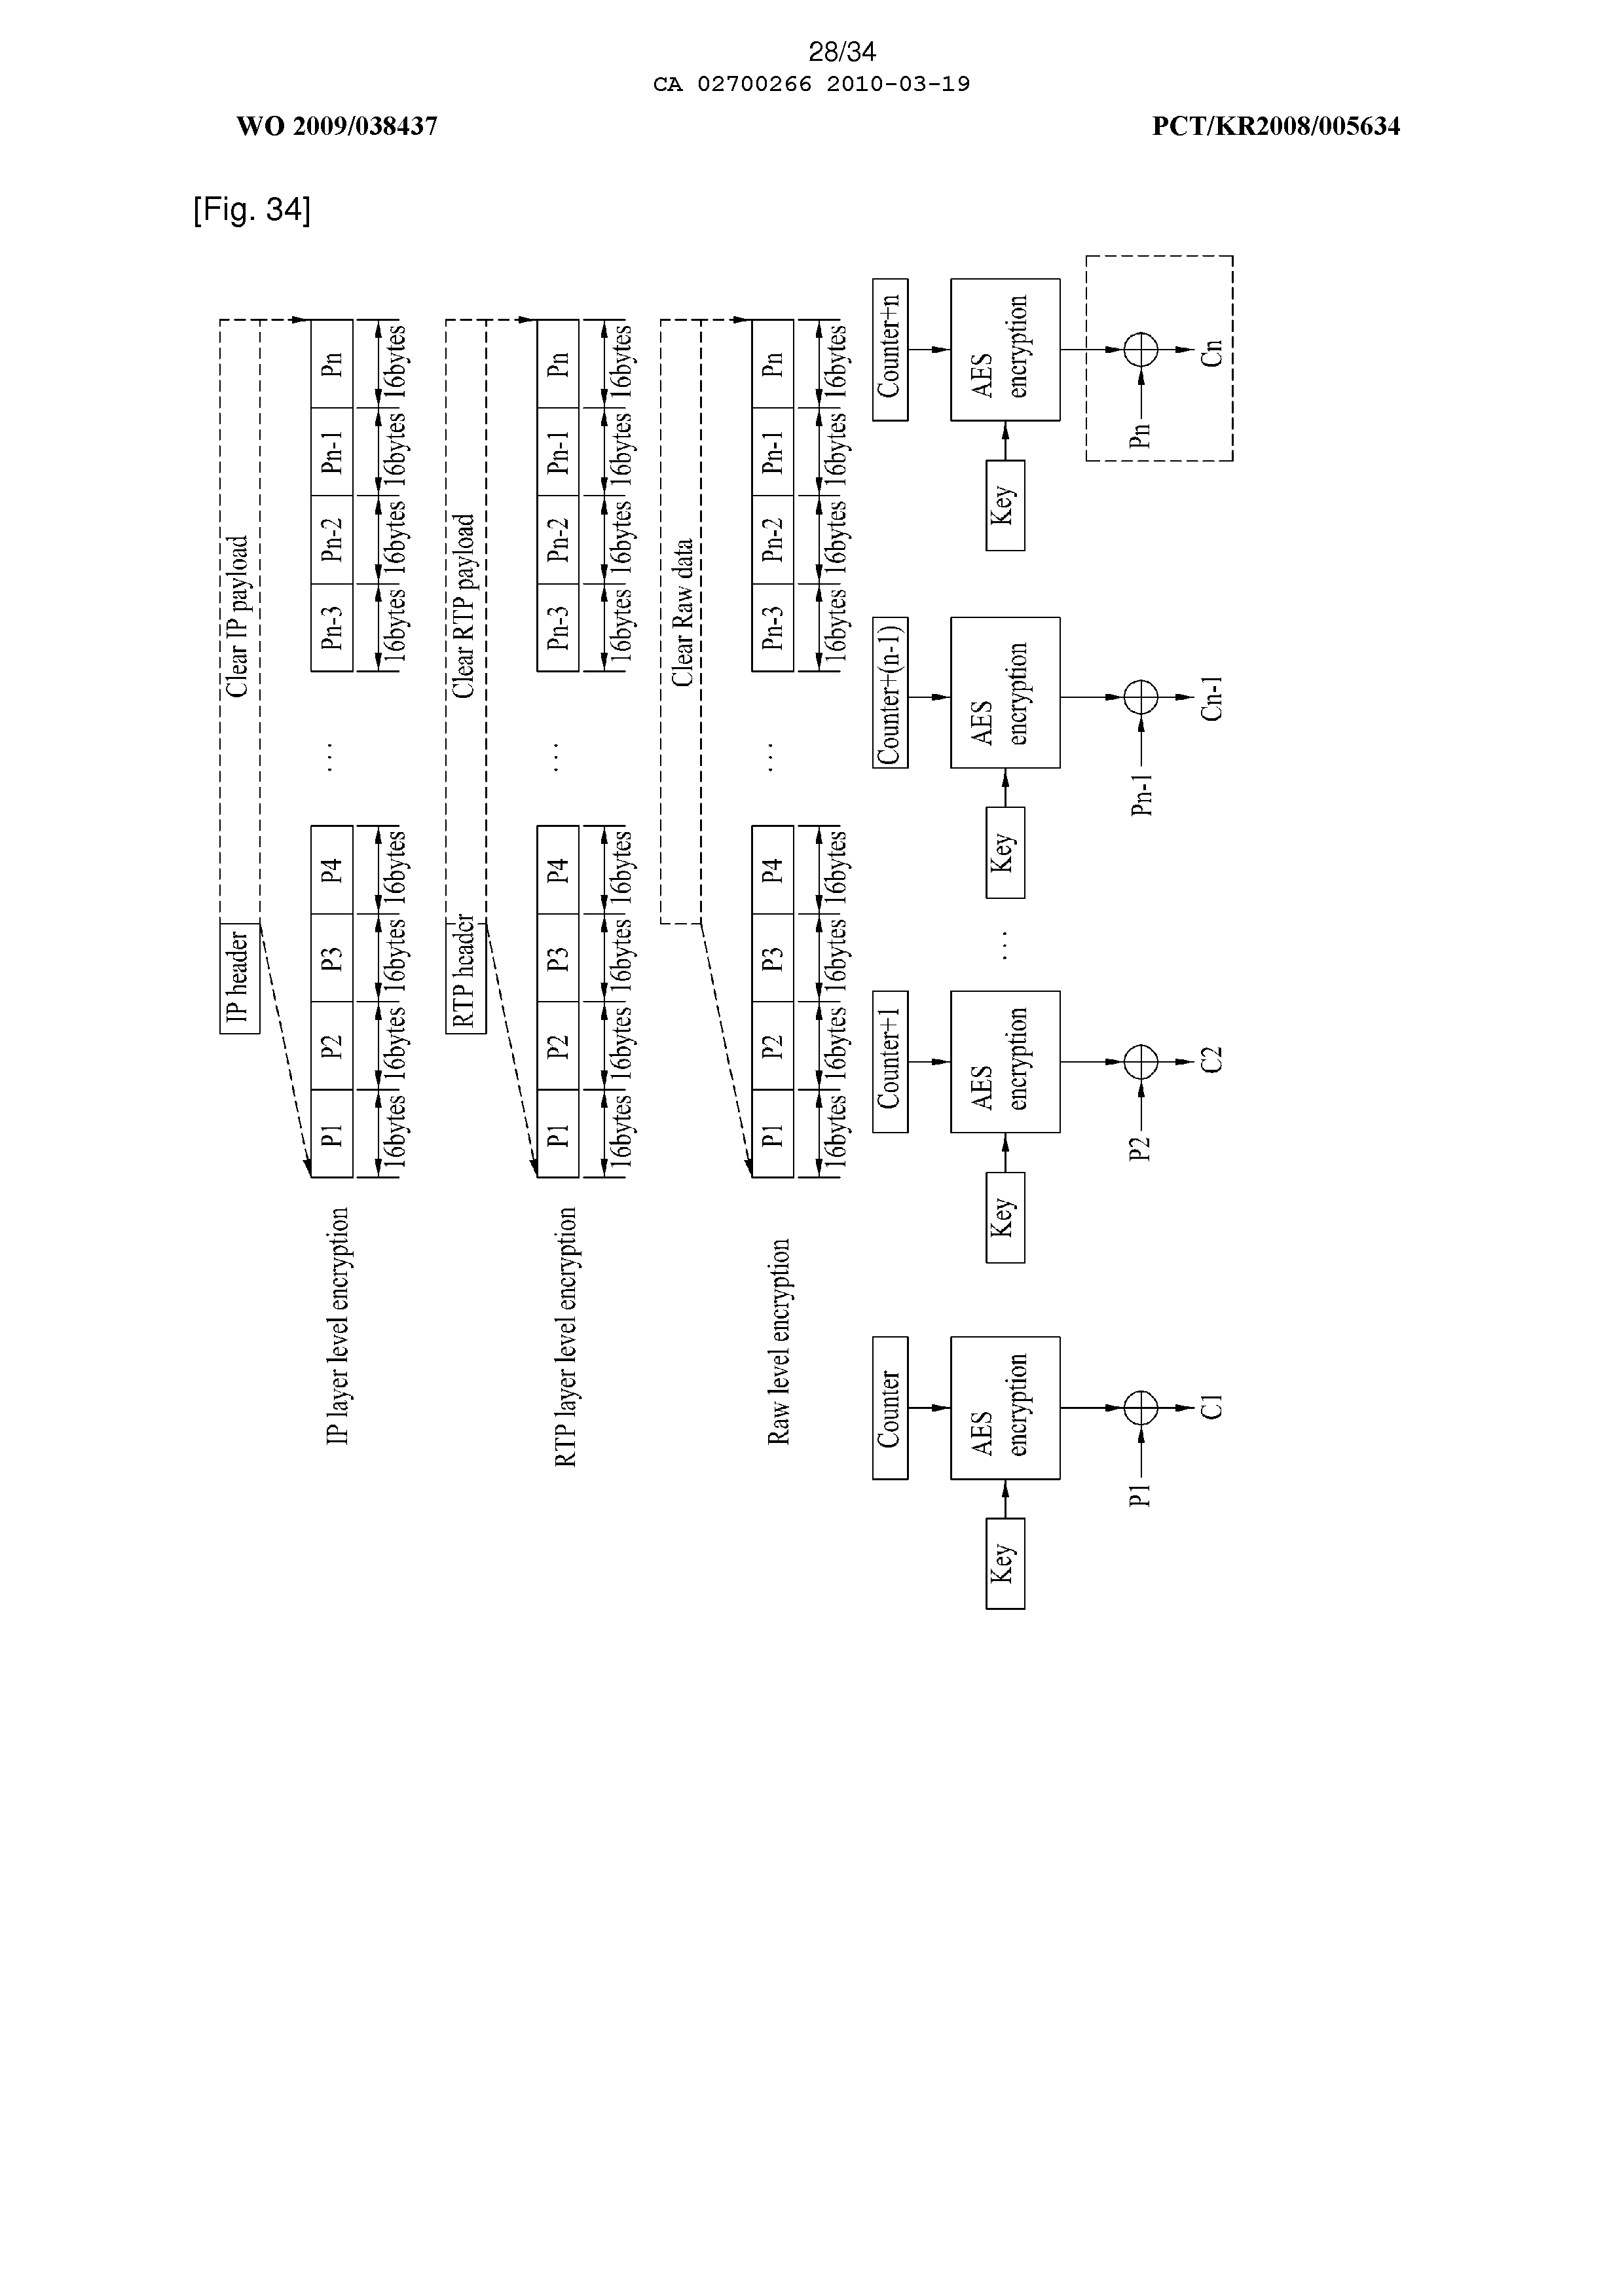 28/34
CA 02700266 2010-03-19
WO 2009/038437
PCT/KR2008/005634
[Fig. 34]
IP header
Clear IP payload
IP layer level encryption
P1 P2 P3 P4 ... Pn-3 Pn-2 Pn-1 Pn
16bytes 16bytes 16bytes 16bytes 16bytes 16bytes 16bytes 16bytes
RTP header
Clear RTP payload
RTP layer level encryption
P1 P2 P3 P4 ... Pn-3 Pn-2 Pn-1 Pn
16bytes 16bytes 16bytes 16bytes 16bytes 16bytes 16bytes 16bytes
Clear Raw data
Raw level encryption
P1 P2 P3 P4 ... Pn-3 Pn-2 Pn-1 Pn
16bytes 16bytes 16bytes 16bytes 16bytes 16bytes 16bytes 16bytes
Counter
Counter+1
Counter+(n-1)
Counter+n
Key
AES
encryption
Key
AES
encryption
...
Key
AES
encryption
Key
AES
encryption
P1
P2
Pn-1
Pn
C1
C2
Cn-1
Cn